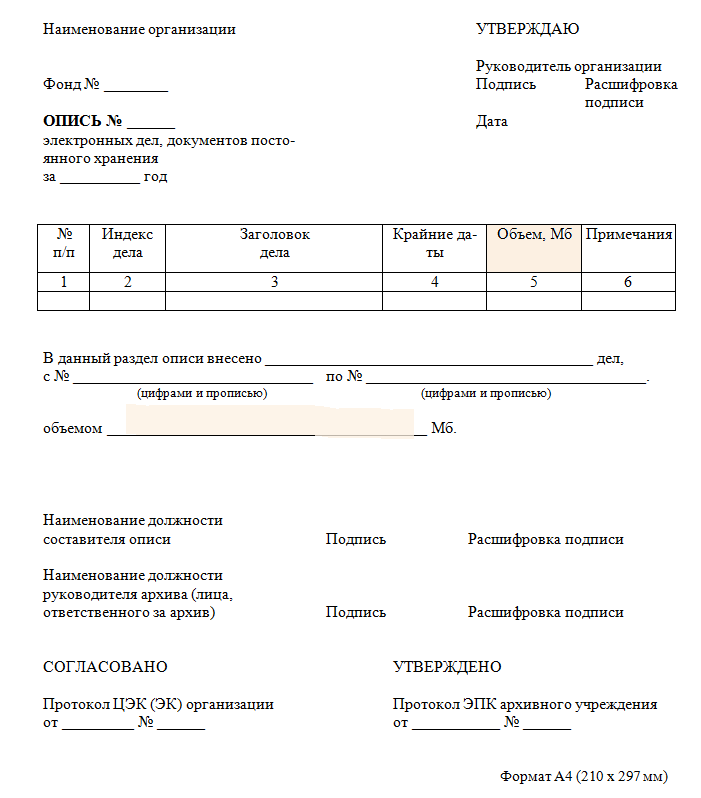 Наименование организации УТВЕРЖДАЮ
Руководитель организации
Фонд № ________ Подпись Расшифровка
подписи
ОПИСЬ № ______ Дата
электронных дел, документов посто-
янного хранения
за __________ год
№ Индекс Заголовок Крайние да- Объем, Мб Примечания
п/п дела дела ты
1 2 3 4 5 6
В данный раздел описи внесено ________________________________________ дел,
с № ______________________________ по № ___________________________________.
(цифрами и прописью) (цифрами и прописью)
объемом ________________________________________ Мб.
Наименование должности
составителя описи Подпись Расшифровка подписи
Наименование должности
руководителя архива (лица,
ответственного за архив) Подпись Расшифровка подписи
СОГЛАСОВАНО УТВЕРЖДЕНО
Протокол ЦЭК (ЭК) организации Протокол ЭПК архивного учреждения
от _________ № ______ от ___________ № ______
Формат А4 (210 х 297 мм)